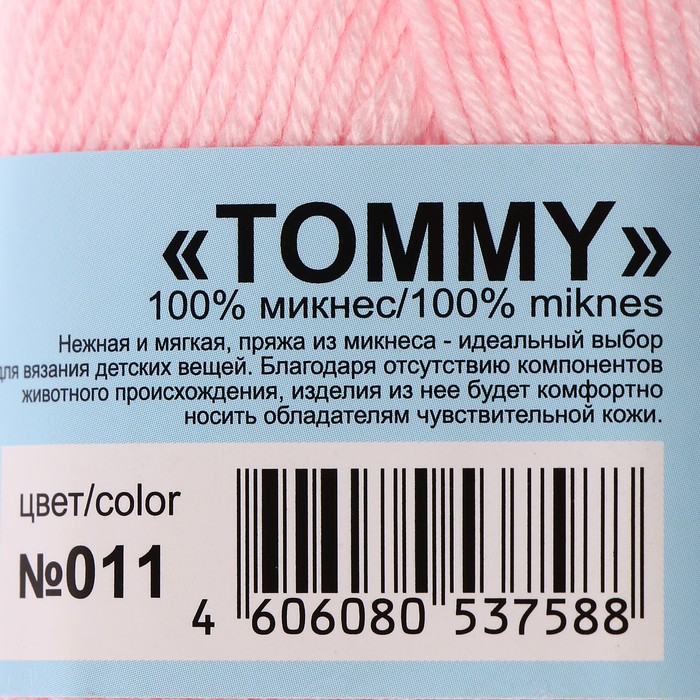 «TOMMY»
100% микнес/100% miknes
Нежная и мягкая, пряжа из микнеса - идеальный выбор
для вязания детских вещей. Благодаря отсутствию компонентов
животного происхождения, изделия из нее будет комфортно
носить обладателям чувствительной кожи.
цвет/color
№011
4 606080 537588